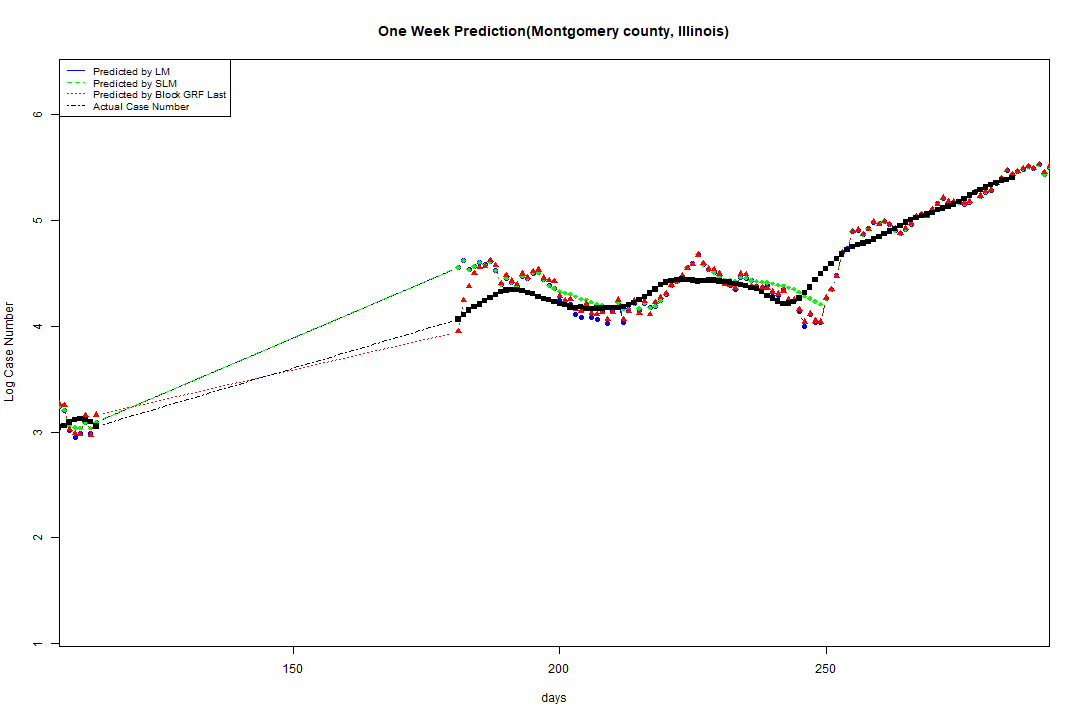 One Week Prediction(Montgomery county, Illinois)
Predicted by LM
Predicted by SLM
Predicted by Block GRF Last
Actual Case Number
6
5
4
3
2
1
Log Case Number
150
200
250
days